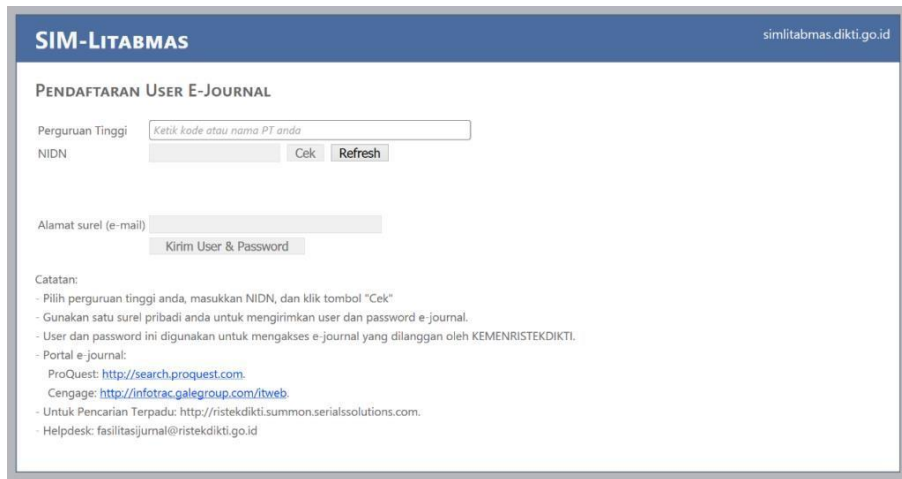 SIM-LITABMAS
simlitabmas.dikti.go.id
PENDAFTARAN USER E-JOURNAL
Perguruan Tinggi Ketik kode atau nama PT anda
NIDN Cek Refresh
Alamat surel (e-mail)
Kirim User & Password
Catatan:
- Pilih perguruan tinggi anda, masukkan NIDN, dan klik tombol "Cek"
- Gunakan satu surel pribadi anda untuk mengirimkan user dan password e-journal.
- User dan password ini digunakan untuk mengakses e-journal yang dilanggan oleh KEMENRISTEKDIKTI.
- Portal e-journal:
ProQuest: http://search.proquest.com.
Cengage: http://infotrac.galegroup.com/itweb.
- Untuk Pencarian Terpadu: http://ristekdikti.summon.serialssolutions.com.
- Helpdesk: fasilitasijurnal@ristekdikti.go.id